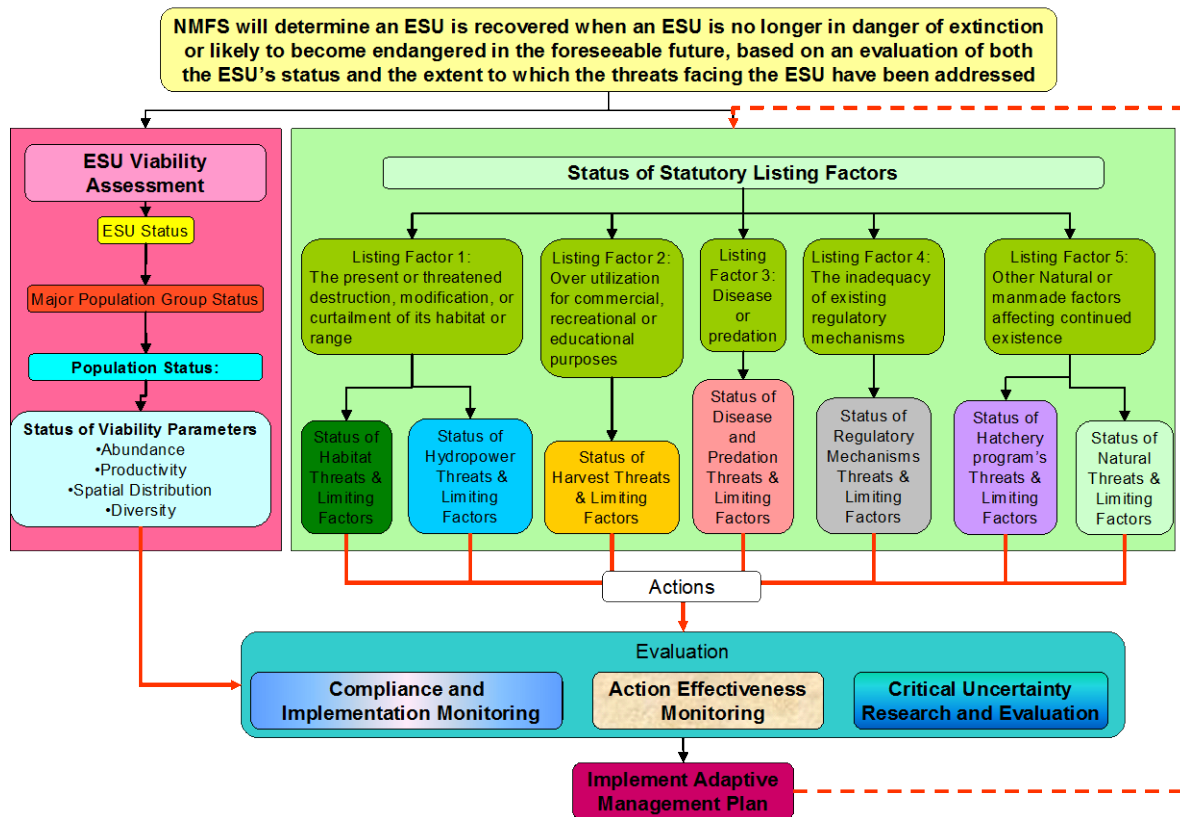 NMFS will determine an ESU is recovered when an ESU is no longer in danger of extinction
or likely to become endangered in the foreseeable future, based on an evaluation of both
the ESU's status and the extent to which the threats facing the ESU have been addressed
ESU Viability
Assessment
ESU Status
Major Population Group Status
Population Status:
Status of Viability Parameters
•Abundance
•Productivity
•Spatial Distribution
•Diversity
Status of Statutory Listing Factors
Listing Factor 1:
The present or threatened
destruction, modification, or
curtailment of its habitat or
range
Listing Factor 2:
Over utilization
for commercial,
recreational or
educational
purposes
Listing
Factor 3:
Disease
or
predation
Listing Factor 4:
The inadequacy
of existing
regulatory
mechanisms
Listing Factor 5:
Other Natural or
manmade factors
affecting continued
existence
Status of
Habitat
Threats &
Limiting
Factors
Status of
Hydropower
Threats &
Limiting
Factors
Status of
Harvest Threats
& Limiting
Factors
Status of
Disease
and
Predation
Threats &
Limiting
Factors
Status of
Regulatory
Mechanisms
Threats &
Limiting
Factors
Status of
Hatchery
program's
Threats
& Limiting
Factors
Status of
Natural
Threats &
Limiting
Factors
Actions
Evaluation
Compliance and
Implementation Monitoring
Action Effectiveness
Monitoring
Critical Uncertainty
Research and Evaluation
Implement Adaptive
Management Plan